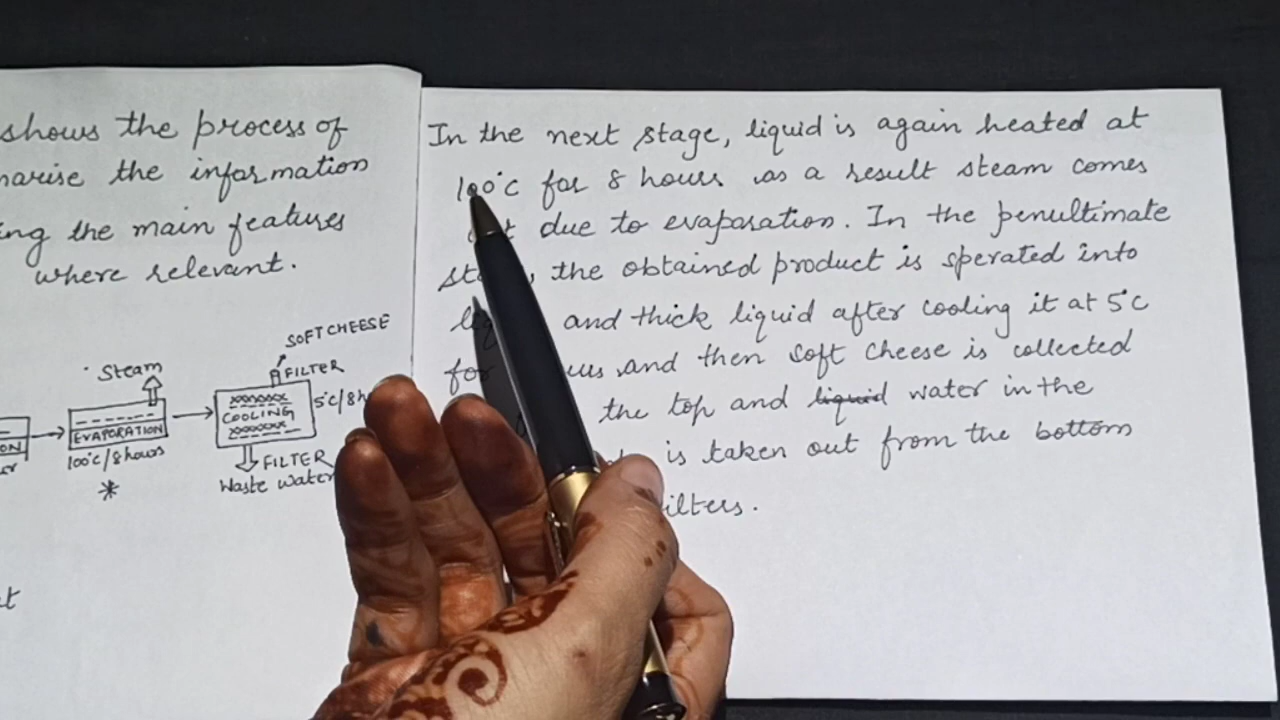 shows the process of
marise the information
ing the main features
where relevant.
SOFT CHEESE
FILTER
Steam
5°c/8h
COOLING
ON
EVAPORATION
er
100°c/8 hours
FILTER
Waste water
*
t
In the next stage, liquid is again heated at
100°c for 8 hours as a result steam comes
due to evaporation. In the penultimate
the obtained product is sperated into
and thick liquid after cooling it at 5°c
for and then soft cheese is collected
the top and liquid water in the
is taken out from the bottom
ilters.